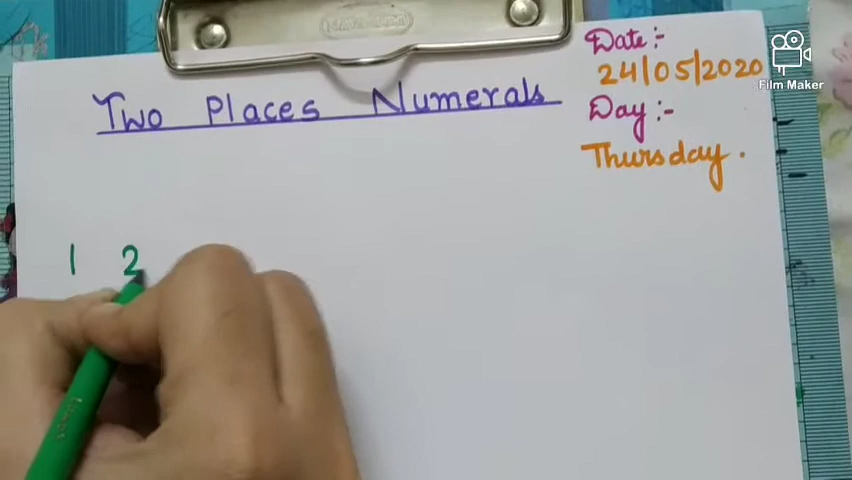 Two Places Numerals
Date:-
24/05/2020
Day:-
Thursday.
1 2
Film Maker